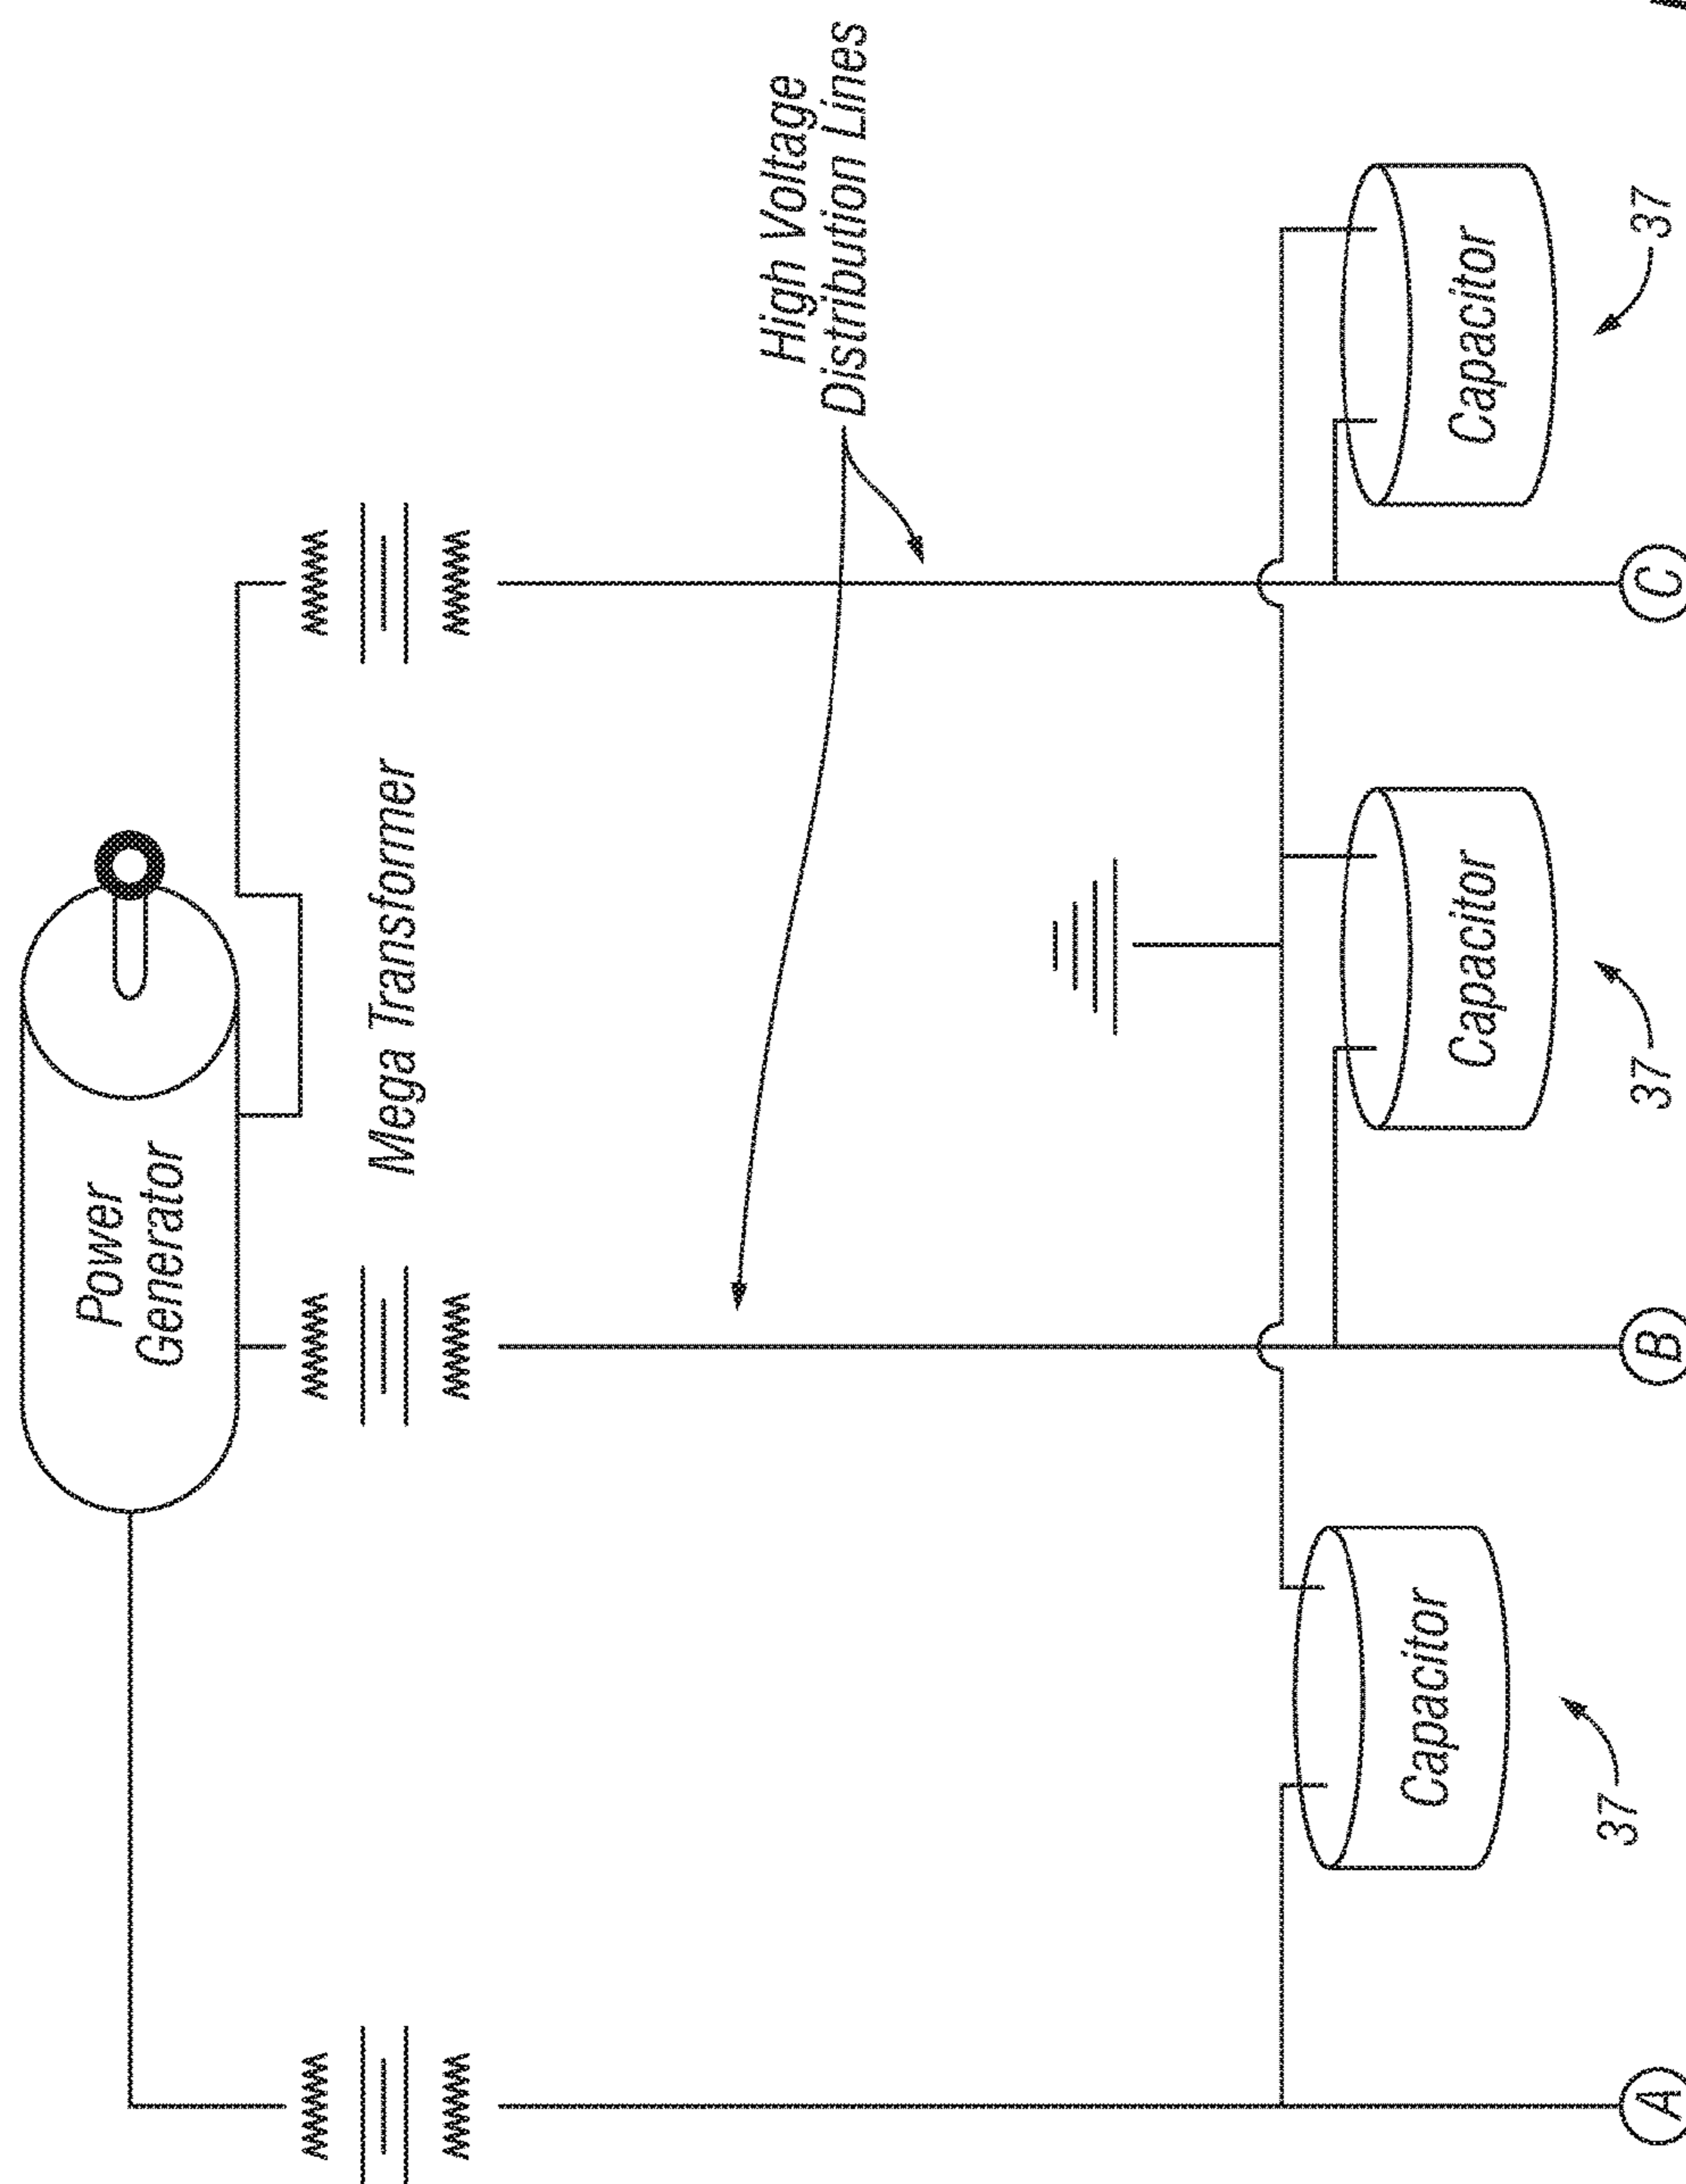 Power
Generator
Mega Transformer
High Voltage
Distribution Lines
Capacitor
Capacitor
Capacitor
37
37
37
A
B
C